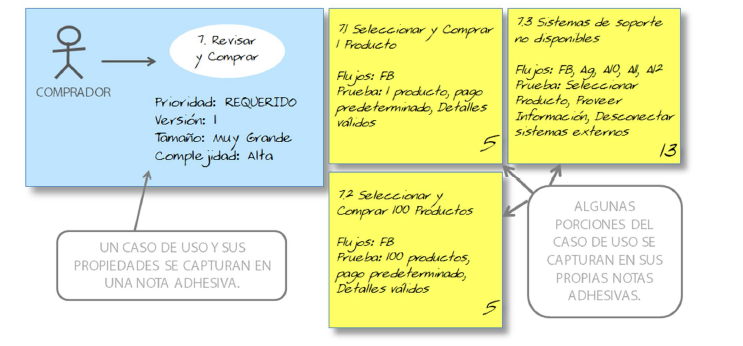 7. Revisar
y Comprar
COMPRADOR
Prioridad: REQUERIDO
Versión: 1
Tamaño: Muy Grande
Complejidad: Alta
UN CASO DE USO Y SUS
PROPIEDADES SE CAPTURAN EN
UNA NOTA ADHESIVA.
7.1 Seleccionar y Comprar
1 Producto
Flujos: FB
Prueba: 1 producto, pago
predeterminado, Detalles
válidos
5
7.3 Sistemas de soporte
no disponibles
Flujos: FB, A9, A10, A11, A12
Prueba: Seleccionar
Producto, Proveer
Información, Desconectar
sistemas externos
13
7.2 Seleccionar y
Comprar 100 Productos
Flujos: FB
Prueba: 100 productos,
pago predeterminado,
Detalles válidos
5
ALGUNAS
PORCIONES DEL
CASO DE USO SE
CAPTURAN EN SUS
PROPIAS NOTAS
ADHESIVAS.